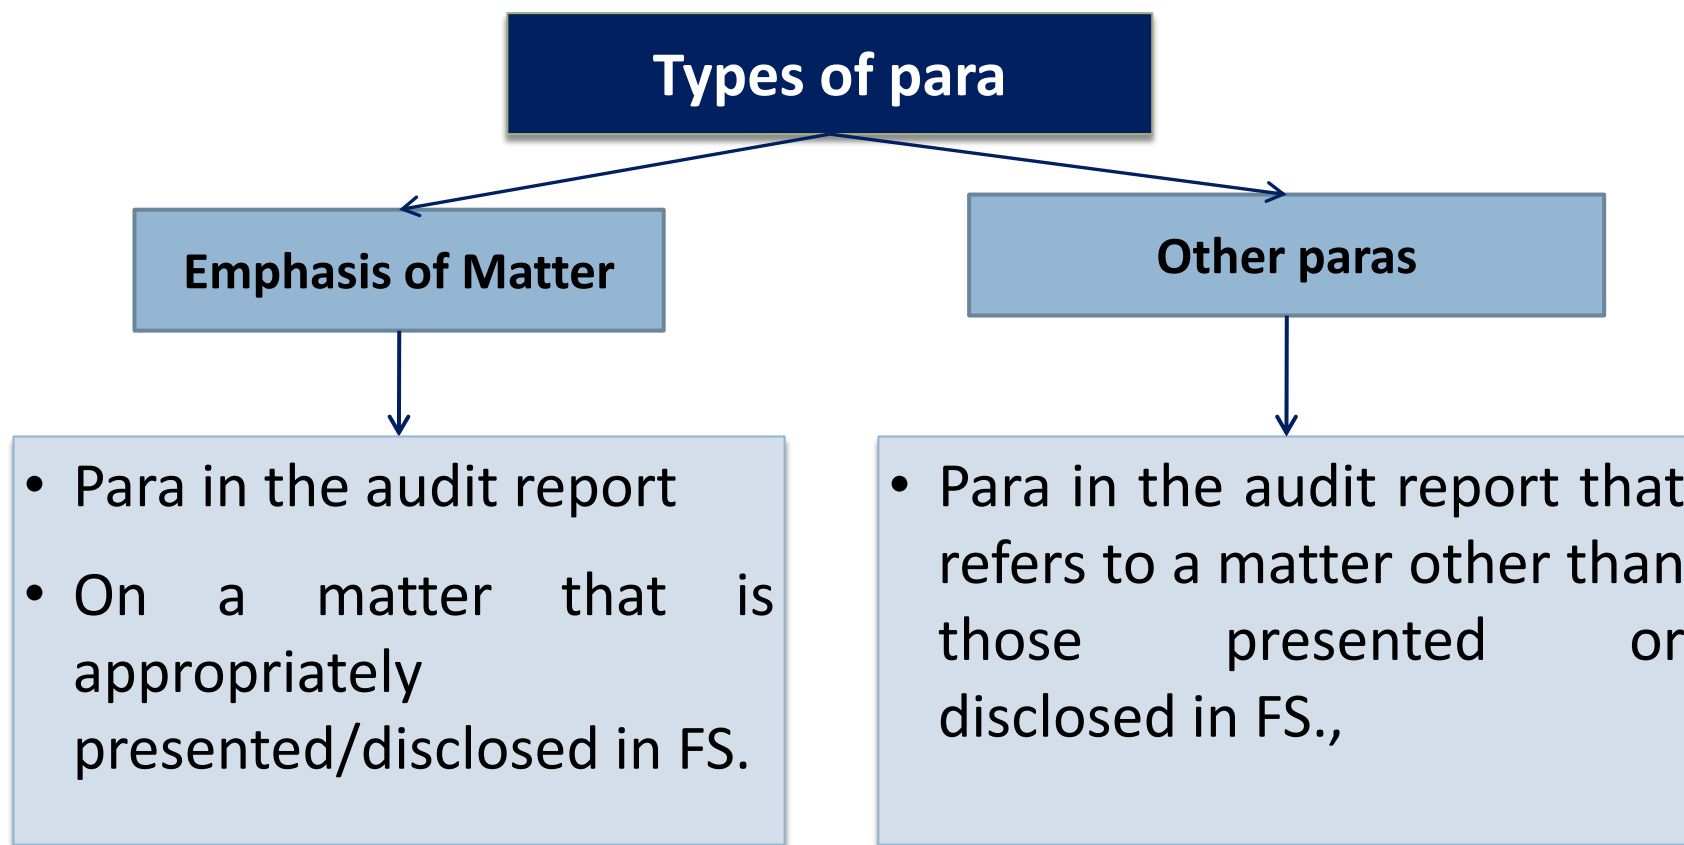 Types of para
Emphasis of Matter
Other paras
• Para in the audit report
• On a matter that is
appropriately
presented/disclosed in FS.
• Para in the audit report that
refers to a matter other than
those presented or
disclosed in FS.,